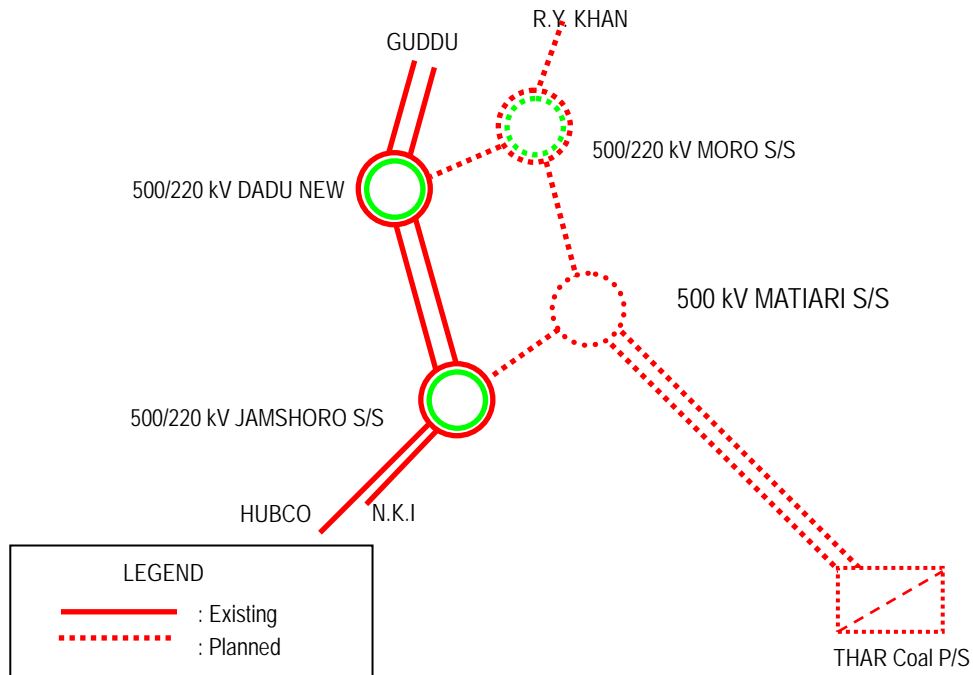 R.Y. KHAN
GUDDU
500/220 kV MORO S/S
500/220 kV DADU NEW
500 kV MATIARI S/S
500/220 kV JAMSHORO S/S
HUBCO
N.K.I
LEGEND
: Existing
: Planned
THAR Coal P/S